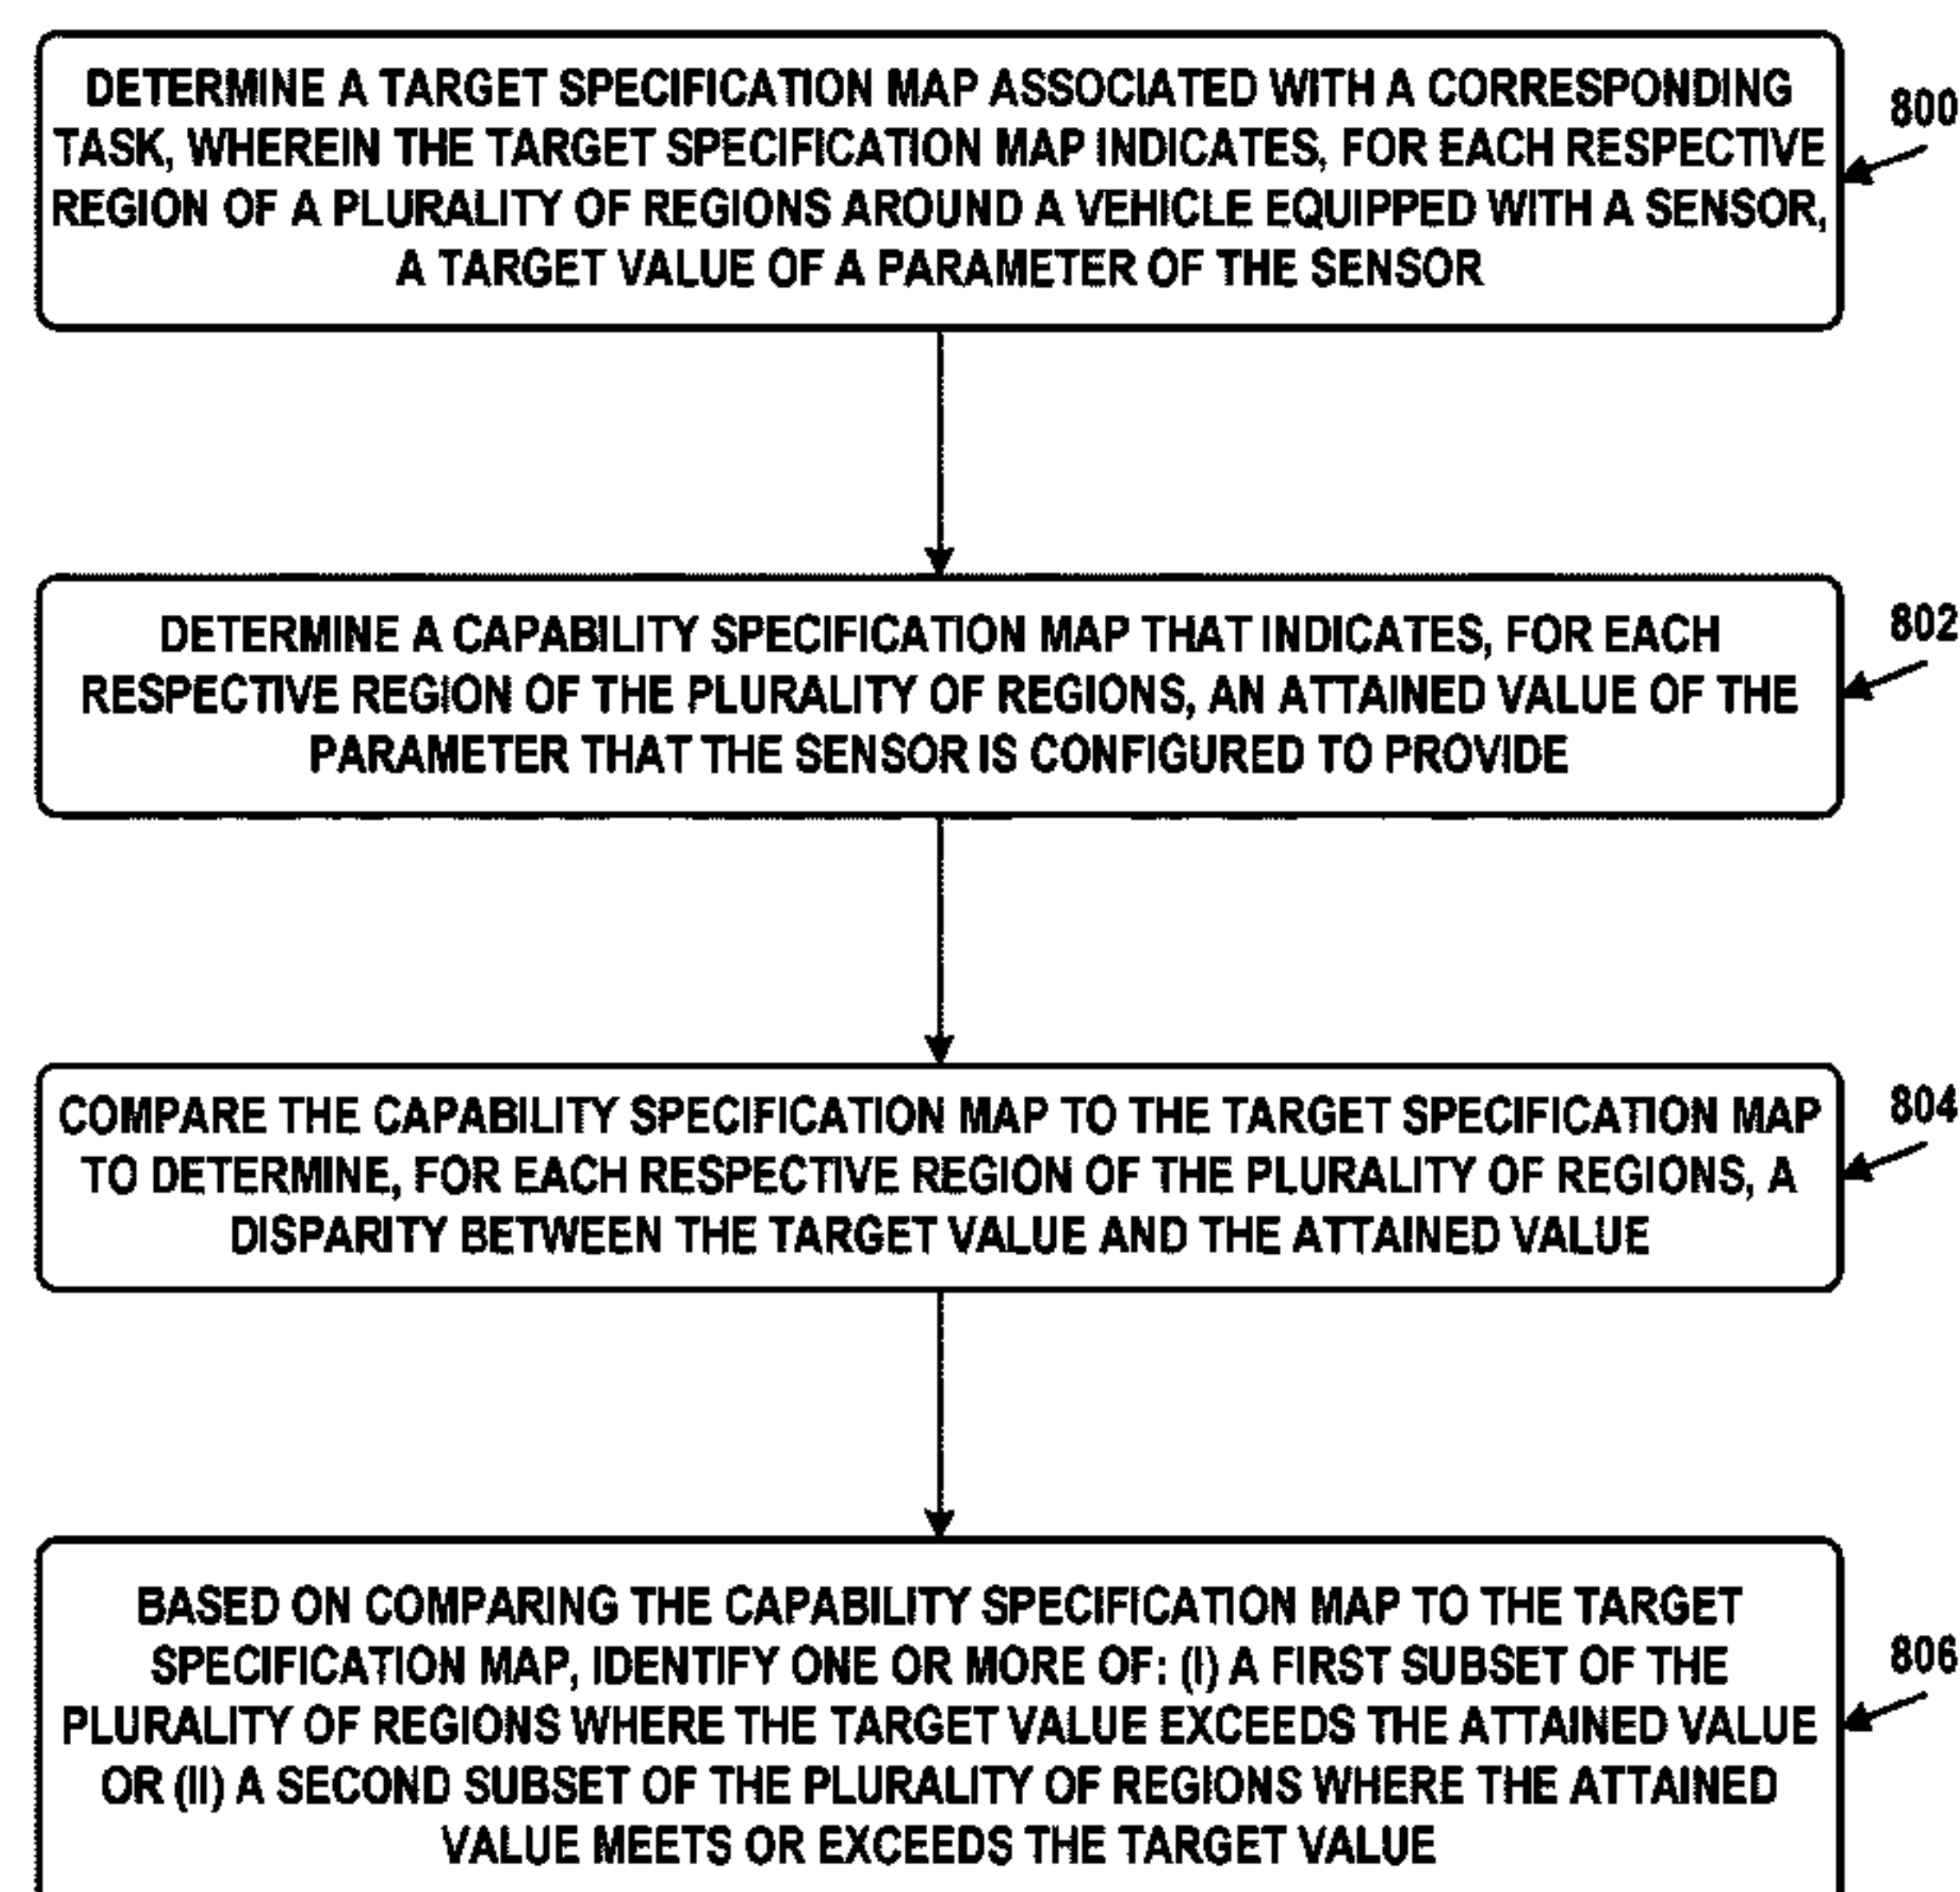 DETERMINE A TARGET SPECIFICATION MAP ASSOCIATED WITH A CORRESPONDING
TASK, WHEREIN THE TARGET SPECIFICATION MAP INDICATES, FOR EACH RESPECTIVE
REGION OF A PLURALITY OF REGIONS AROUND A VEHICLE EQUIPPED WITH A SENSOR,
A TARGET VALUE OF A PARAMETER OF THE SENSOR
800
DETERMINE A CAPABILITY SPECIFICATION MAP THAT INDICATES, FOR EACH
RESPECTIVE REGION OF THE PLURALITY OF REGIONS, AN ATTAINED VALUE OF THE
PARAMETER THAT THE SENSOR IS CONFIGURED TO PROVIDE
802
COMPARE THE CAPABILITY SPECIFICATION MAP TO THE TARGET SPECIFICATION MAP
TO DETERMINE, FOR EACH RESPECTIVE REGION OF THE PLURALITY OF REGIONS, A
DISPARITY BETWEEN THE TARGET VALUE AND THE ATTAINED VALUE
804
BASED ON COMPARING THE CAPABILITY SPECIFICATION MAP TO THE TARGET
SPECIFICATION MAP, IDENTIFY ONE OR MORE OF: (I) A FIRST SUBSET OF THE
PLURALITY OF REGIONS WHERE THE TARGET VALUE EXCEEDS THE ATTAINED VALUE
OR (II) A SECOND SUBSET OF THE PLURALITY OF REGIONS WHERE THE ATTAINED
VALUE MEETS OR EXCEEDS THE TARGET VALUE
806